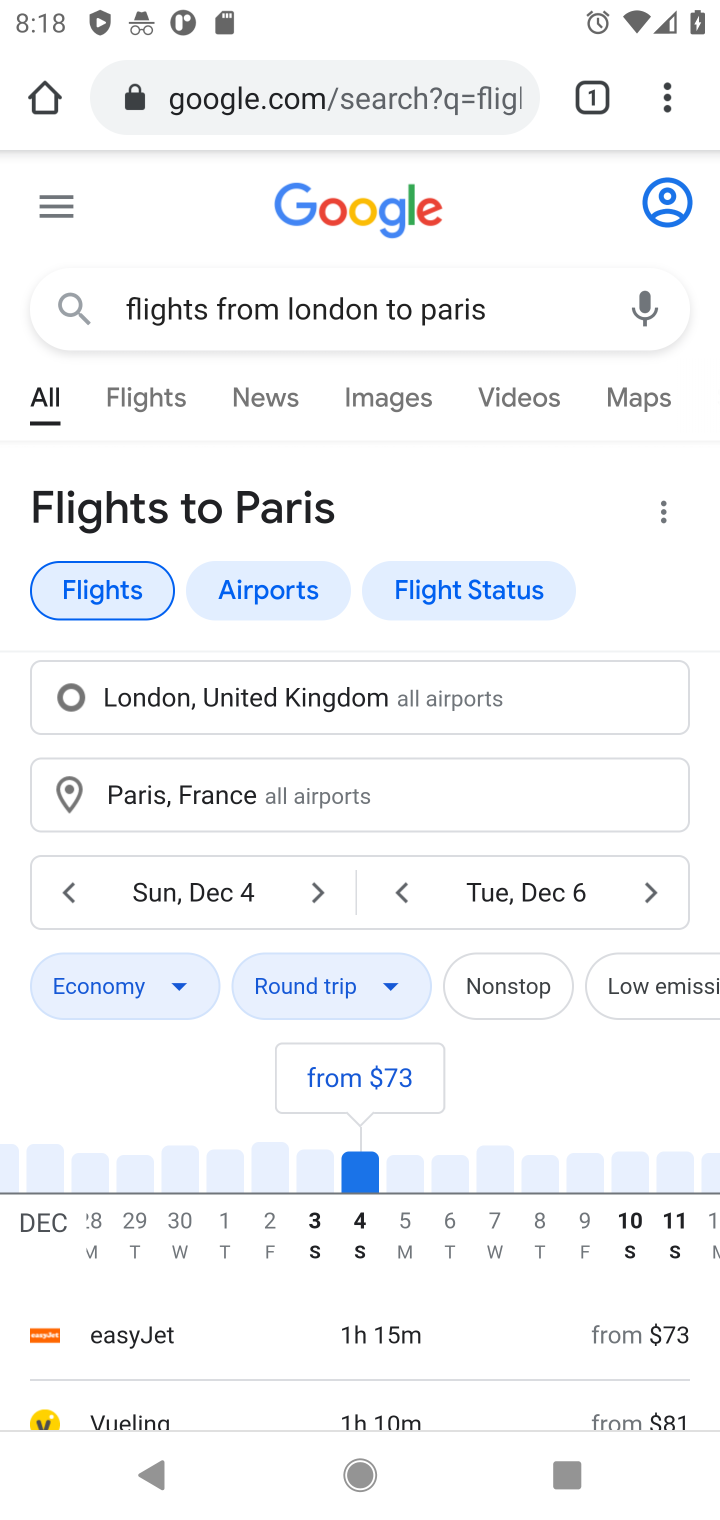 8:18
google.com/search?q=fligl
1
Google
flights from london to paris
All Flights News Images Videos Maps
Flights to Paris
Flights Airports Flight Status
London, United Kingdom all airports
Paris, France all airports
Sun, Dec 4 Tue, Dec 6
Economy Round trip Nonstop Low emissi
from $73
DEC 28 29 30 1 2 3 4 5 6 7 8 9 10 11 1
M T W T F S S M T W T F S S M
easyJet easyJet 1h 15m from $73
V Vueling 1h 10m from $81